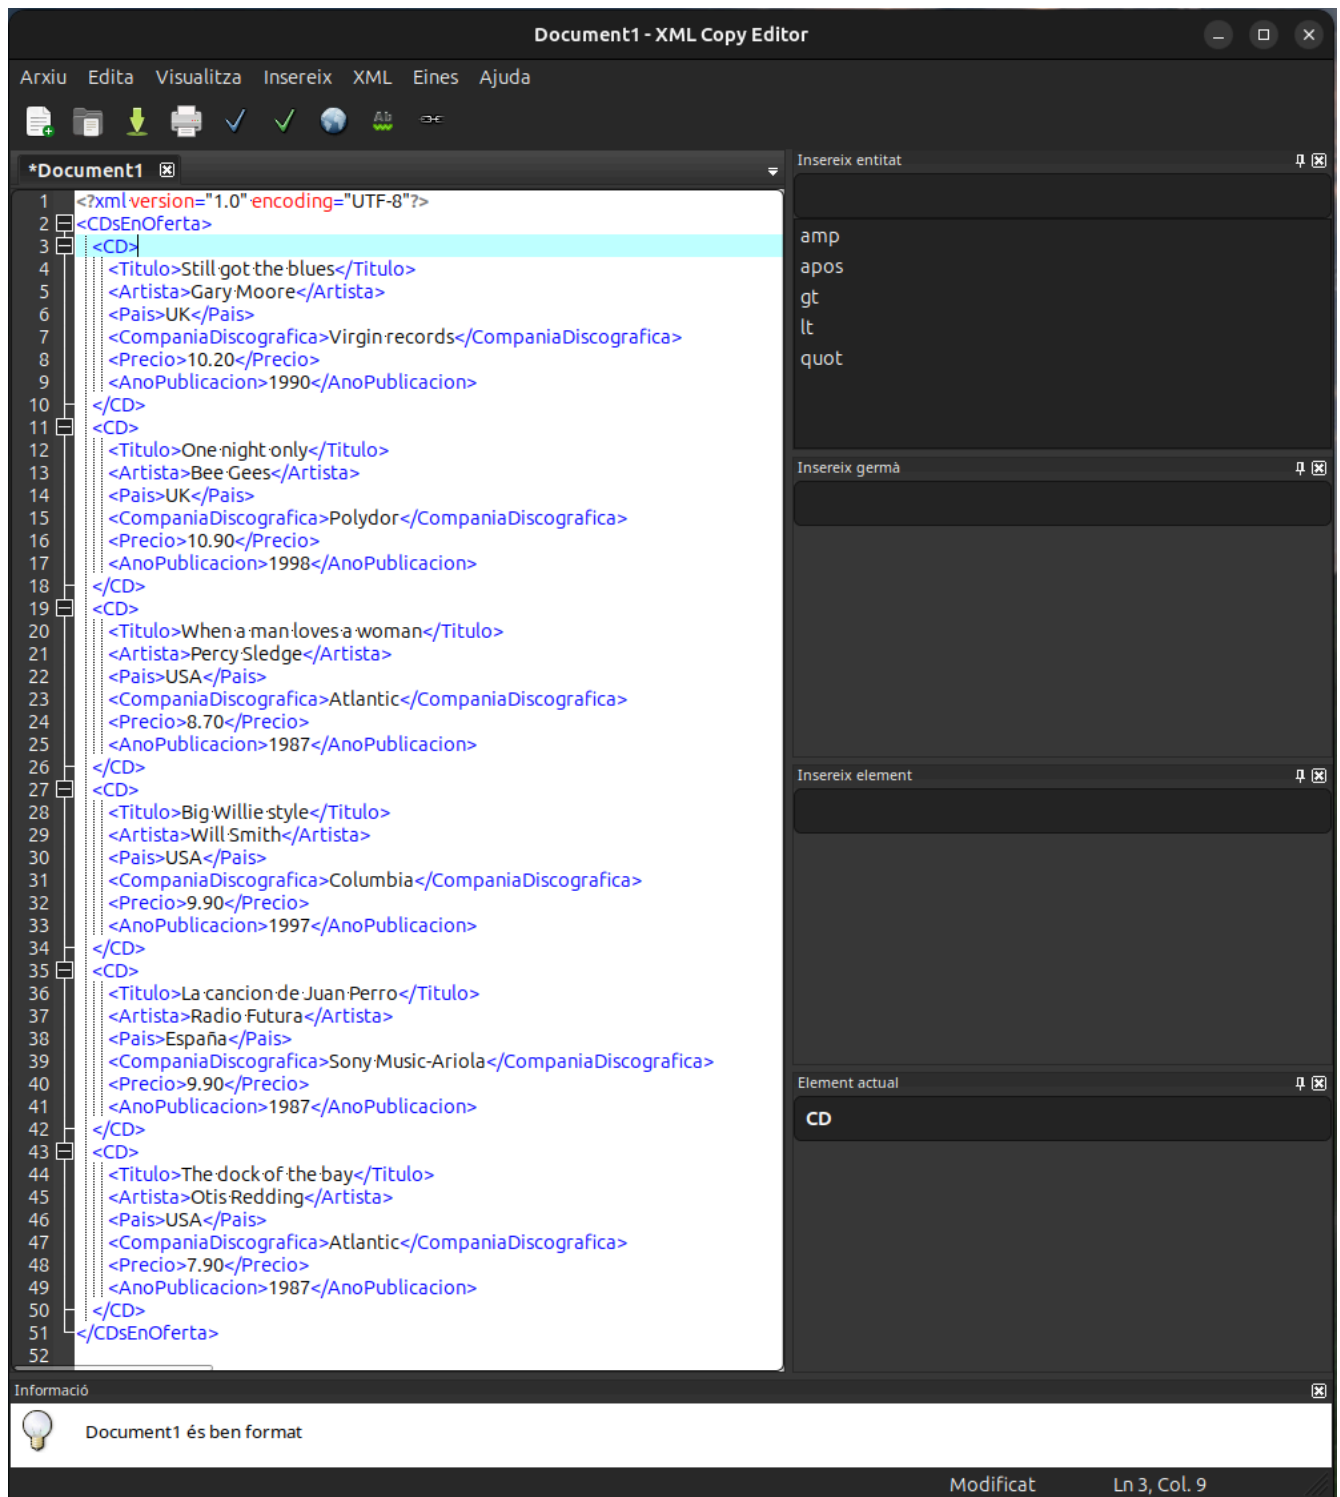 Document1 - XML Copy Editor
Arxiu Edita Visualitza Insereix XML Eines Ajuda
Ab
*Document1
1 <?xml version="1.0" encoding="UTF-8"?>
2 <CDsEnOferta>
3 <CD>
4 <Titulo>Still got the blues</Titulo>
5 <Artista>Gary Moore</Artista>
6 <Pais>UK</Pais>
7 <CompaniaDiscografica>Virgin records</CompaniaDiscografica>
8 <Precio>10.20</Precio>
9 <AnoPublicacion>1990</AnoPublicacion>
10 </CD>
11 <CD>
12 <Titulo>One night only</Titulo>
13 <Artista>Bee Gees</Artista>
14 <Pais>UK</Pais>
15 <CompaniaDiscografica>Polydor</CompaniaDiscografica>
16 <Precio>10.90</Precio>
17 <AnoPublicacion>1998</AnoPublicacion>
18 </CD>
19 <CD>
20 <Titulo>When a man loves a woman</Titulo>
21 <Artista>Percy Sledge</Artista>
22 <Pais>USA</Pais>
23 <CompaniaDiscografica>Atlantic</CompaniaDiscografica>
24 <Precio>8.70</Precio>
25 <AnoPublicacion>1987</AnoPublicacion>
26 </CD>
27 <CD>
28 <Titulo>Big Willie style</Titulo>
29 <Artista>Will Smith</Artista>
30 <Pais>USA</Pais>
31 <CompaniaDiscografica>Columbia</CompaniaDiscografica>
32 <Precio>9.90</Precio>
33 <AnoPublicacion>1997</AnoPublicacion>
34 </CD>
35 <CD>
36 <Titulo>La cancion de Juan Perro</Titulo>
37 <Artista>Radio Futura</Artista>
38 <Pais>España</Pais>
39 <CompaniaDiscografica>Sony Music-Ariola</CompaniaDiscografica>
40 <Precio>9.90</Precio>
41 <AnoPublicacion>1987</AnoPublicacion>
42 </CD>
43 <CD>
44 <Titulo>The dock of the bay</Titulo>
45 <Artista>Otis Redding</Artista>
46 <Pais>USA</Pais>
47 <CompaniaDiscografica>Atlantic</CompaniaDiscografica>
48 <Precio>7.90</Precio>
49 <AnoPublicacion>1987</AnoPublicacion>
50 </CD>
51 </CDsEnOferta>
52
Insereix entitat
amp
apos
gt
lt
quot
Insereix germà
Insereix element
Element actual
CD
Informació
Document1 és ben format
Modificat Ln 3, Col. 9